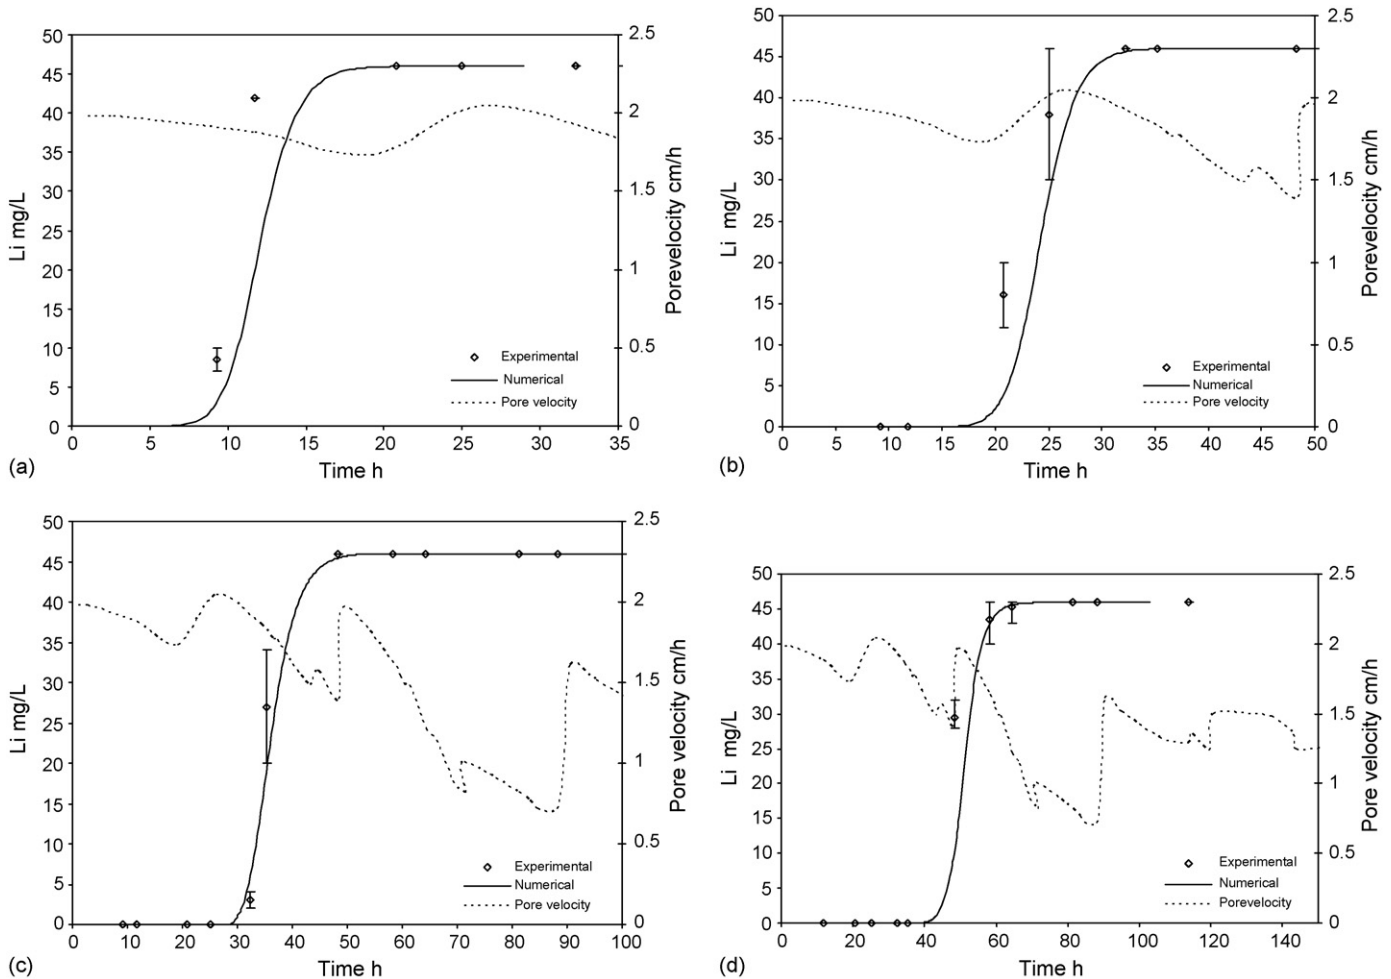 50
45
40
35
30
25
20
15
10
5
0
Li mg/L
2.5
2
1.5
1
0.5
0
Porevelocity cm/h
Experimental
Numerical
Pore velocity
0 5 10 15 20 25 30 35
Time h
(a)
50
45
40
35
30
25
20
15
10
5
0
Li mg/L
2.5
2
1.5
1
0.5
0
Porevelocity cm/h
Experimental
Numerical
Pore velocity
0 5 10 15 20 25 30 35 40 45 50
Time h
(b)
50
45
40
35
30
25
20
15
10
5
0
Li mg/L
2.5
2
1.5
1
0.5
0
Pore velocity cm/h
Experimental
Numerical
Pore velocity
0 10 20 30 40 50 60 70 80 90 100
Time h
(c)
50
45
40
35
30
25
20
15
10
5
0
Li mg/L
2.5
2
1.5
1
0.5
0
Pore velocity cm/h
Experimental
Numerical
Porevelocity
0 20 40 60 80 100 120 140
Time h
(d)